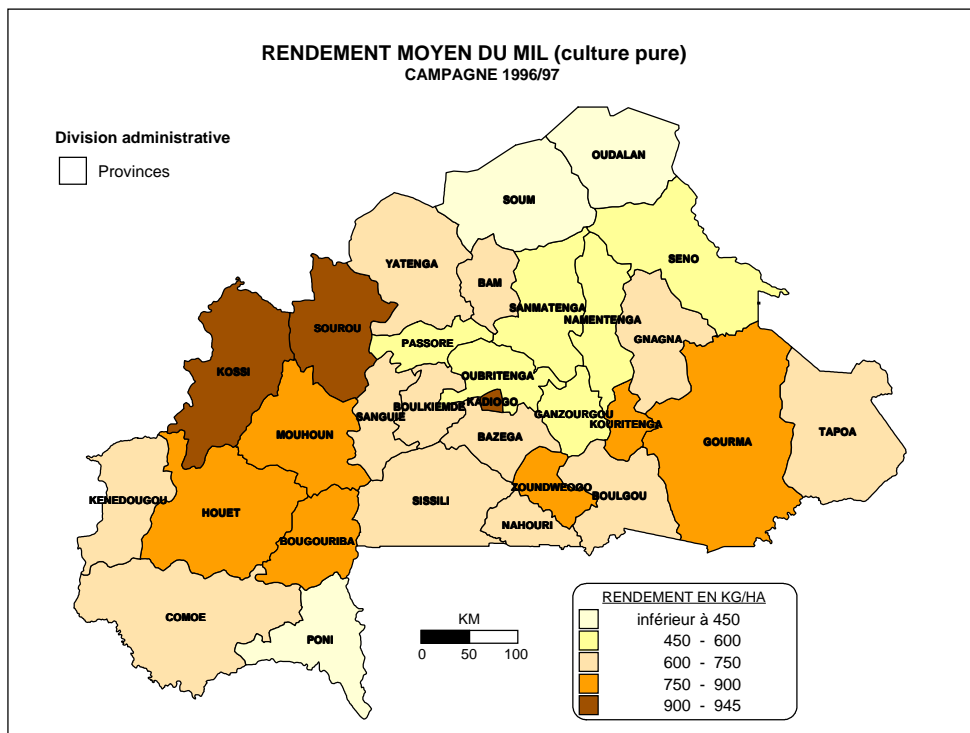 RENDEMENT MOYEN DU MIL (culture pure)
CAMPAGNE 1996/97
Division administrative
Provinces
OUDALAN
SOUM
SENO
YATENGA
BAM
SANMATENGA
NAMENTENGA
GNAGNA
SOUROU
KOSSI
PASSORE
OUBRITENGA
KADIOGO
BOULKIEMDE
SANGUIE
GANZOURGOU
KOURITENGA
MOUHOUN
BAZEGA
GOURMA
TAPOA
KENEDOUGOU
HOUET
SISSILI
ZOUNDWEOGO
BOULGOU
NAHOURI
BOUGOURIBA
COMOE
PONI
KM
0 50 100
RENDEMENT EN KG/HA
inférieur à 450
450 - 600
600 - 750
750 - 900
900 - 945